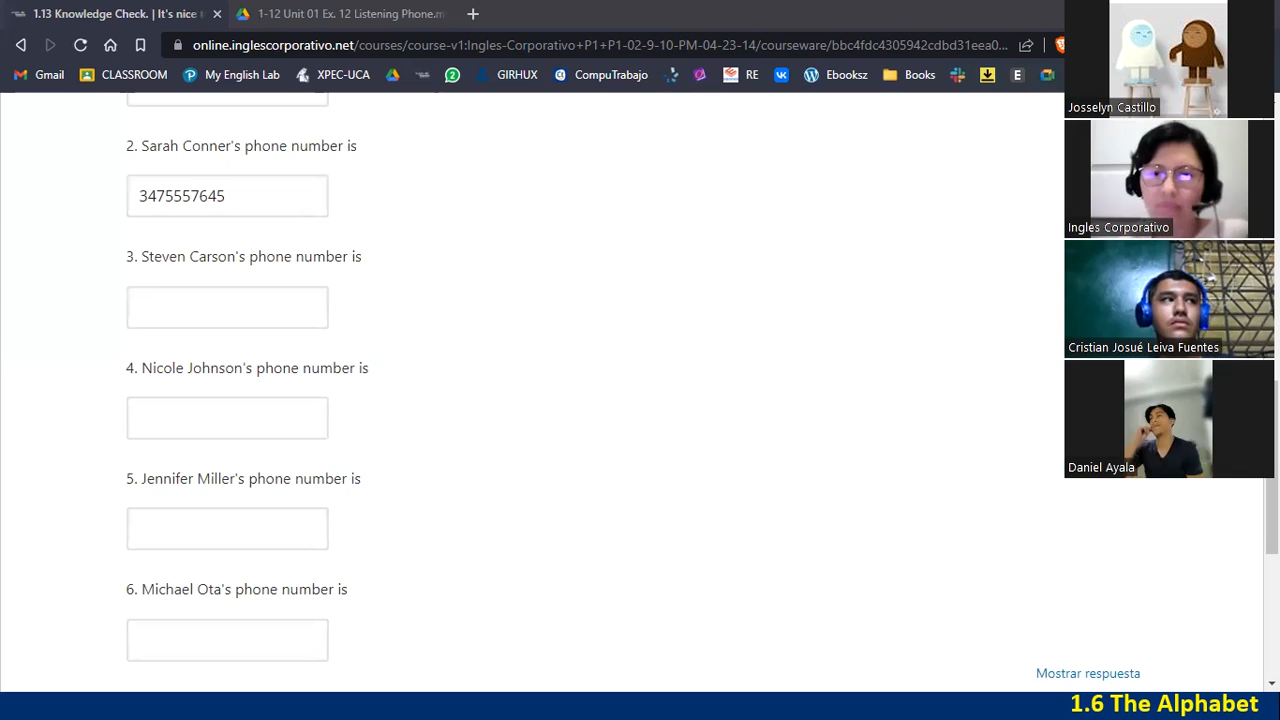 1.13 Knowledge Check. | It's nice t
1-12 Unit 01 Ex. 12 Listening Phone.m
online.inglescorporativo.net/courses/course-v1:Ingles-Corporativo+P1+P1-02-9-10-PM-04-23-14/courseware/bbc4fdc4305942cdbd31eea0...
Gmail CLASSROOM My English Lab XPEC-UCA GIRHUX CompuTrabajo RE Ebooksz Books
2. Sarah Conner's phone number is
3475557645
3. Steven Carson's phone number is
4. Nicole Johnson's phone number is
5. Jennifer Miller's phone number is
6. Michael Ota's phone number is
Mostrar respuesta
Josselyn Castillo
Ingles Corporativo
Cristian Josué Leiva Fuentes
Daniel Ayala
1.6 The Alphabet